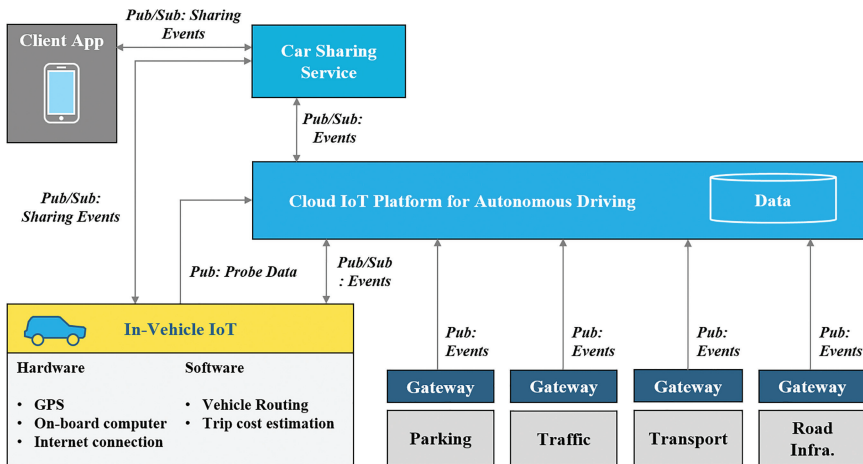 Pub/Sub: Sharing
Events
Client App
Car Sharing
Service
Pub/Sub:
Events
Pub/Sub:
Sharing Events
Cloud IoT Platform for Autonomous Driving
Data
Pub: Probe Data
Pub/Sub
: Events
In-Vehicle IoT
Hardware
• GPS
• On-board computer
• Internet connection
Software
• Vehicle Routing
• Trip cost estimation
Pub:
Events
Pub:
Events
Pub:
Events
Pub:
Events
Gateway
Gateway
Gateway
Gateway
Parking
Traffic
Transport
Road
Infra.